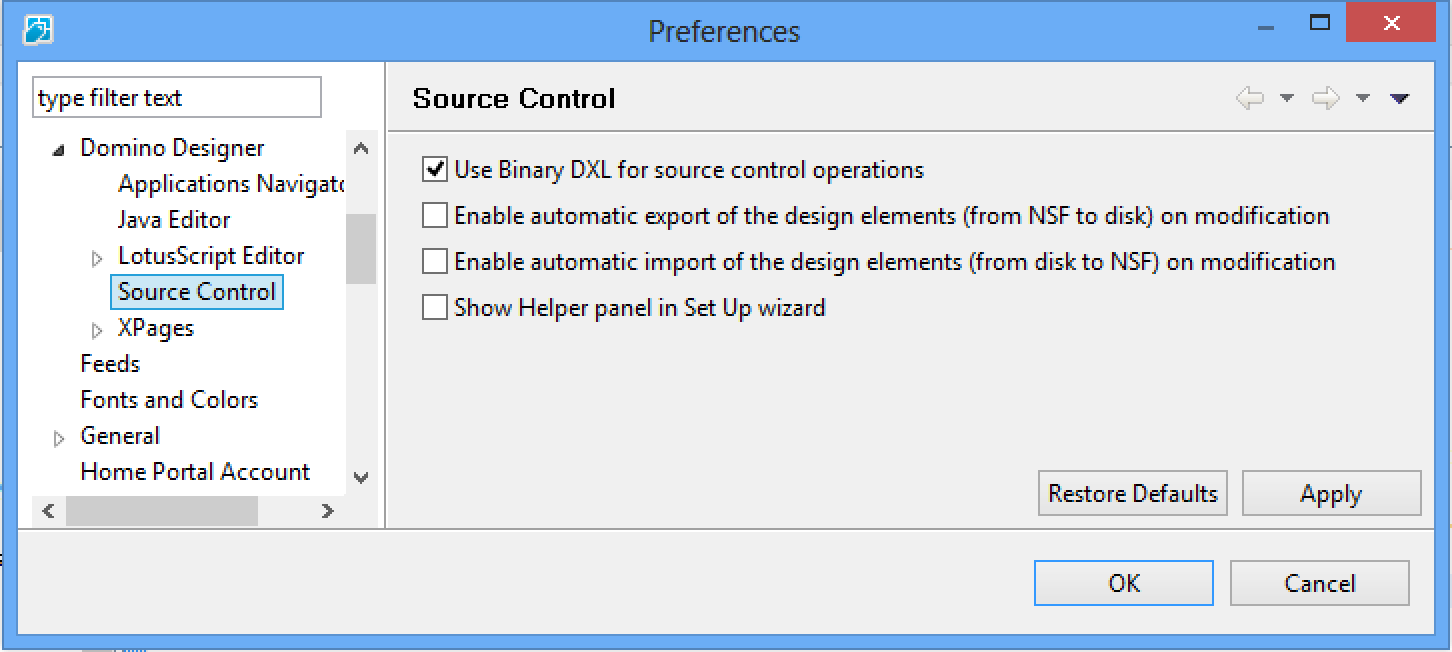 Preferences
type filter text
Domino Designer
Applications Navigato
Java Editor
LotusScript Editor
Source Control
XPages
Feeds
Fonts and Colors
General
Home Portal Account
Source Control
Use Binary DXL for source control operations
Enable automatic export of the design elements (from NSF to disk) on modification
Enable automatic import of the design elements (from disk to NSF) on modification
Show Helper panel in Set Up wizard
Restore Defaults
Apply
OK
Cancel